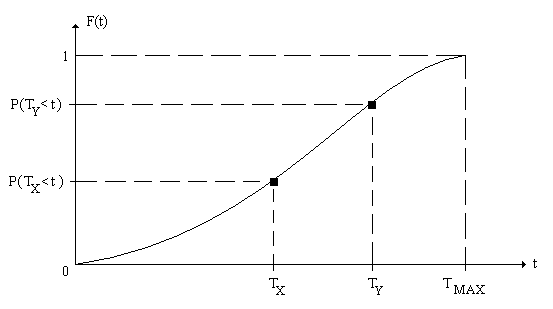 F(t)
1
P(T_Y<t)
P(T_X<t)
0
t
T_X
T_Y
T_MAX